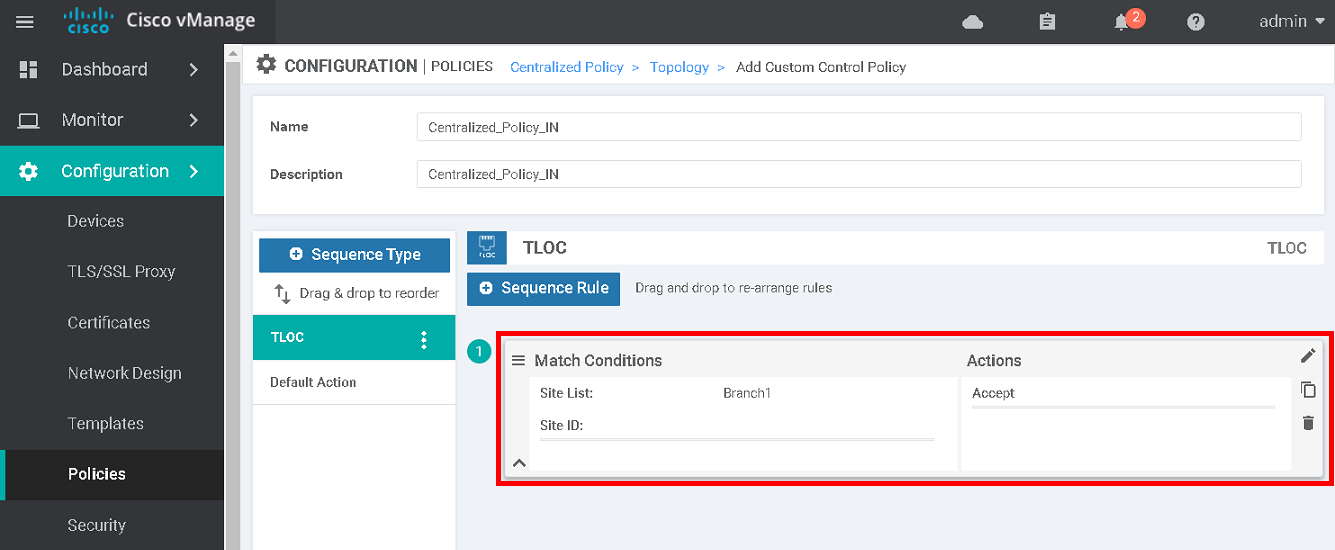 CISCO Cisco vManage 2 admin
Dashboard
Monitor
Configuration
Devices
TLS/SSL Proxy
Certificates
Network Design
Templates
Policies
Security
CONFIGURATION | POLICIES Centralized Policy > Topology > Add Custom Control Policy
Name Centralized_Policy_IN
Description Centralized_Policy_IN
Sequence Type
Drag & drop to reorder
TLOC
Default Action
TLOC TLOC TLOC
Sequence Rule Drag and drop to re-arrange rules
1 Match Conditions Actions
Site List: Branch1 Accept
Site ID: